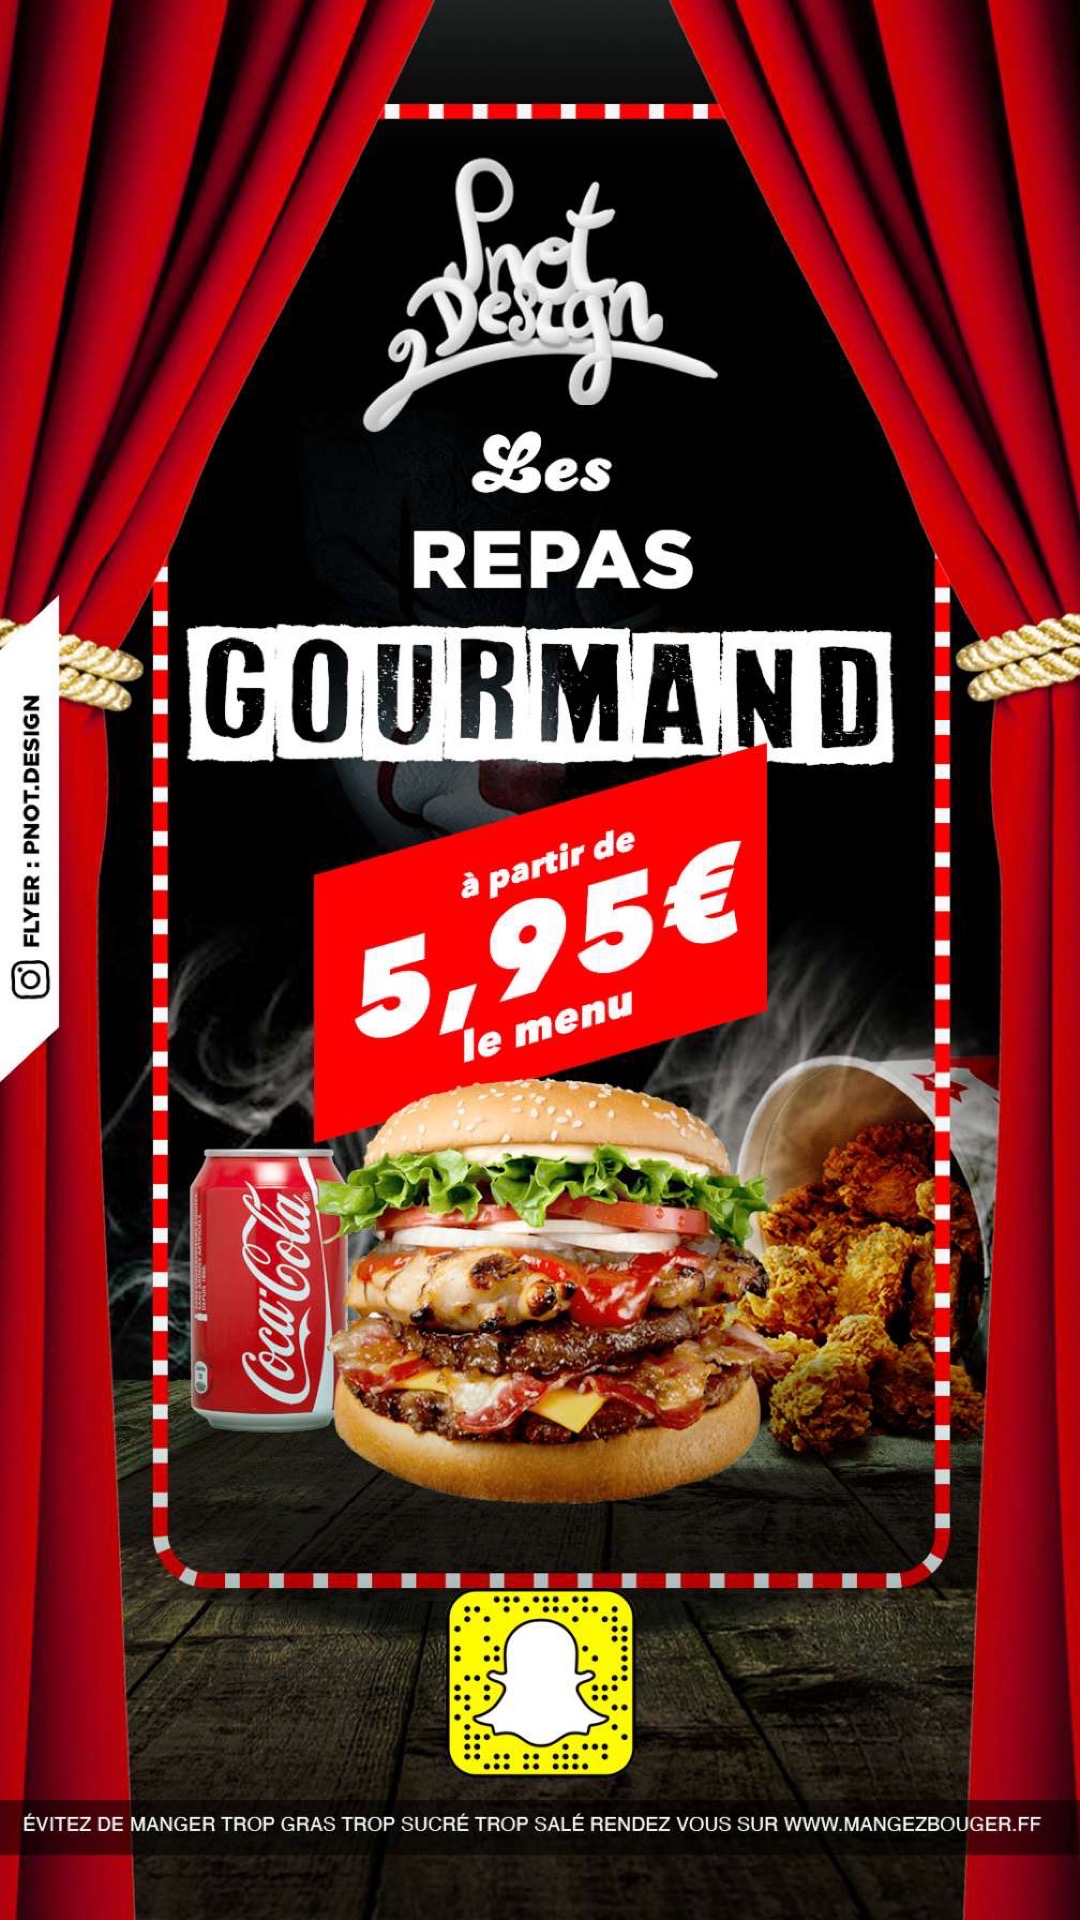 Pnot
Design
Les
REPAS
GOURMAND
à partir de
5,95€
le menu
FLYER : PNOT.DESIGN
Coca-Cola
ÉVITEZ DE MANGER TROP GRAS TROP SUCRÉ TROP SALÉ RENDEZ VOUS SUR WWW.MANGEZBOUGER.FF